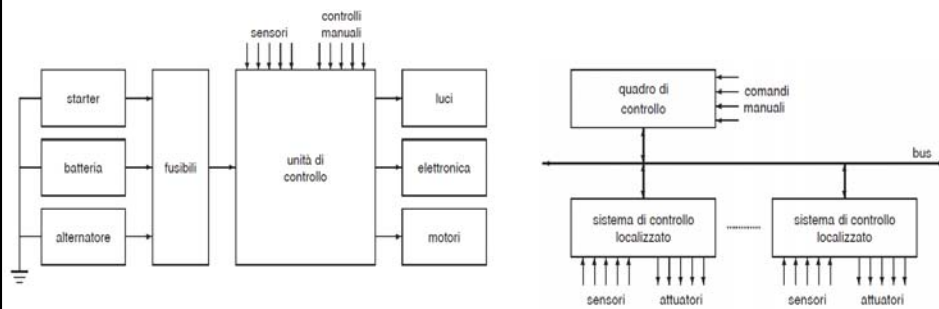 sensori
controlli
manuali
starter
batteria
alternatore
fusibili
unità di
controllo
luci
elettronica
motori
quadro di
controllo
comandi
manuali
bus
sistema di controllo
localizzato
sistema di controllo
localizzato
sensori
attuatori
sensori
attuatori